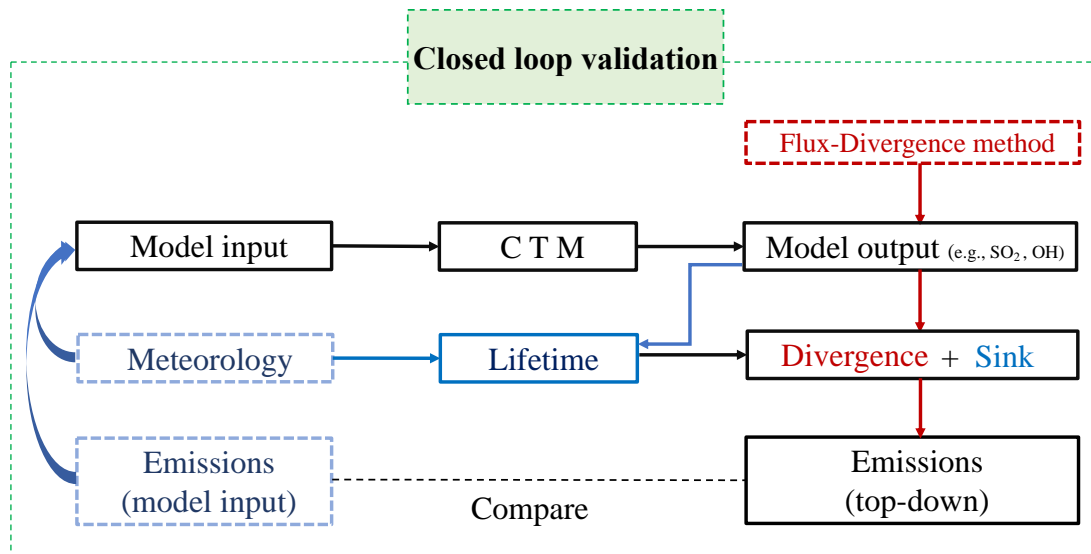 Closed loop validation
Flux-Divergence method
Model input
C T M
Model output (e.g., SO₂, OH)
Meteorology
Lifetime
Divergence + Sink
Emissions
(model input)
Compare
Emissions
(top-down)